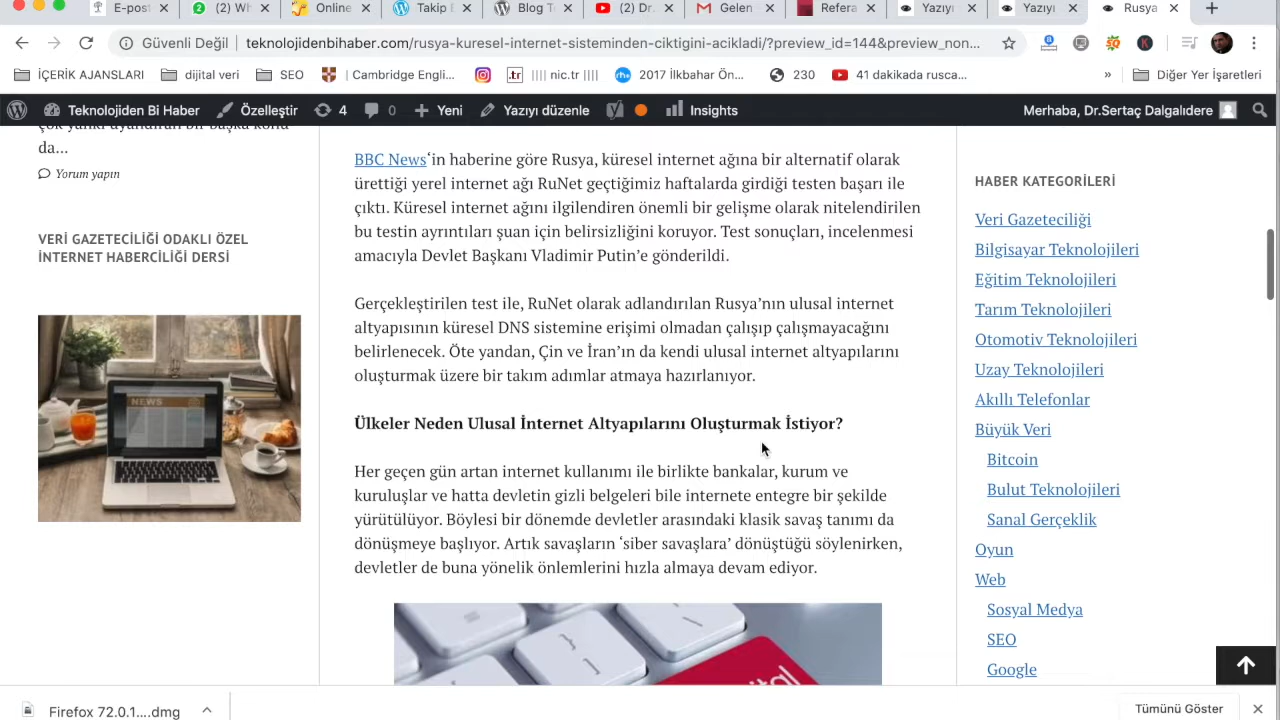 E-post
(2) Wh
Online
Takip E
Blog T
(2) Dr.
Gelen
Refera
Yazıyı
Yazıyı
Rusya
Güvenli Değil
teknolojidenbihaber.com/rusya-kuresel-internet-sisteminden-ciktigini-acikladi/?preview_id=144&preview_non...
İÇERİK AJANSLARI
dijital veri
SEO
| Cambridge Engli...
|||| nic.tr ||||
2017 İlkbahar Ön...
230
41 dakikada rusca...
»
Diğer Yer İşaretleri
Teknolojiden Bi Haber
Özelleştir
4
0
Yeni
Yazıyı düzenle
Insights
Merhaba, Dr.Sertaç Dalgalıdere
çok yankı uyandıran bir başka konu
da...
Yorum yapın
VERİ GAZETECİLİĞİ ODAKLI ÖZEL
İNTERNET HABERCİLİĞİ DERSİ
NEWS
BBC News‘in haberine göre Rusya, küresel internet ağına bir alternatif olarak
ürettiği yerel internet ağı RuNet geçtiğimiz haftalarda girdiği testen başarı ile
çıktı. Küresel internet ağını ilgilendiren önemli bir gelişme olarak nitelendirilen
bu testin ayrıntıları şuan için belirsizliğini koruyor. Test sonuçları, incelenmesi
amacıyla Devlet Başkanı Vladimir Putin’e gönderildi.
Gerçekleştirilen test ile, RuNet olarak adlandırılan Rusya’nın ulusal internet
altyapısının küresel DNS sistemine erişimi olmadan çalışıp çalışmayacağını
belirlenecek. Öte yandan, Çin ve İran’ın da kendi ulusal internet altyapılarını
oluşturmak üzere bir takım adımlar atmaya hazırlanıyor.
Ülkeler Neden Ulusal İnternet Altyapılarını Oluşturmak İstiyor?
Her geçen gün artan internet kullanımı ile birlikte bankalar, kurum ve
kuruluşlar ve hatta devletin gizli belgeleri bile internete entegre bir şekilde
yürütülüyor. Böylesi bir dönemde devletler arasındaki klasik savaş tanımı da
dönüşmeye başlıyor. Artık savaşların ‘siber savaşlara’ dönüştüğü söylenirken,
devletler de buna yönelik önlemlerini hızla almaya devam ediyor.
HABER KATEGORİLERİ
Veri Gazeteciliği
Bilgisayar Teknolojileri
Eğitim Teknolojileri
Tarım Teknolojileri
Otomotiv Teknolojileri
Uzay Teknolojileri
Akıllı Telefonlar
Büyük Veri
Bitcoin
Bulut Teknolojileri
Sanal Gerçeklik
Oyun
Web
Sosyal Medya
SEO
Google
Firefox 72.0.1....dmg
Tümünü Göster